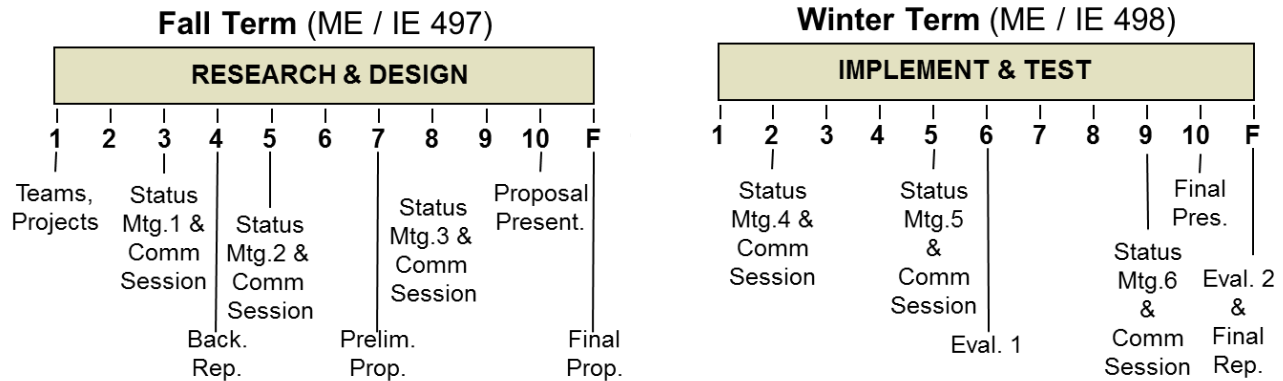 Fall Term (ME / IE 497)
RESEARCH & DESIGN
1 2 3 4 5 6 7 8 9 10 F
Teams,
Projects
Status
Mtg.1 &
Comm
Session
Back.
Rep.
Status
Mtg.2 &
Comm
Session
Prelim.
Prop.
Status
Mtg.3 &
Comm
Session
Proposal
Present.
Final
Prop.
Winter Term (ME / IE 498)
IMPLEMENT & TEST
1 2 3 4 5 6 7 8 9 10 F
Status
Mtg.4 &
Comm
Session
Status
Mtg.5
&
Comm
Session
Eval. 1
Status
Mtg.6
&
Comm
Session
Final
Pres.
Eval. 2
&
Final
Rep.